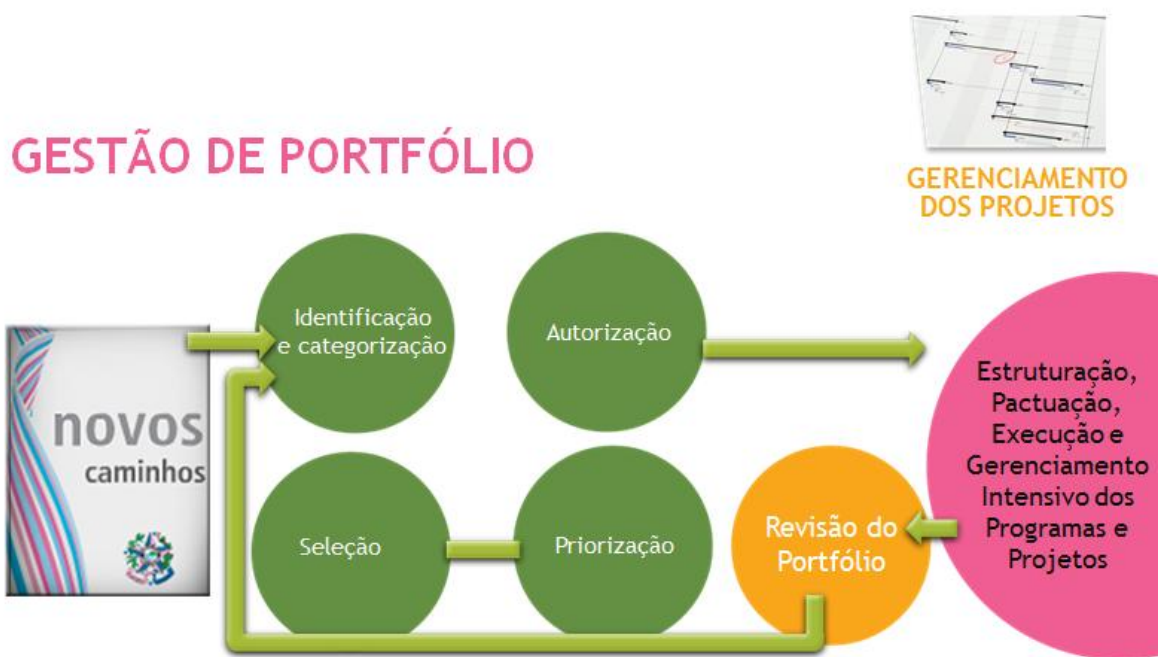 GESTÃO DE PORTFÓLIO
GERENCIAMENTO
DOS PROJETOS
novos
caminhos
Identificação
e categorização
Autorização
Seleção
Priorização
Revisão do
Portfólio
Estruturação,
Pactuação,
Execução e
Gerenciamento
Intensivo dos
Programas e
Projetos